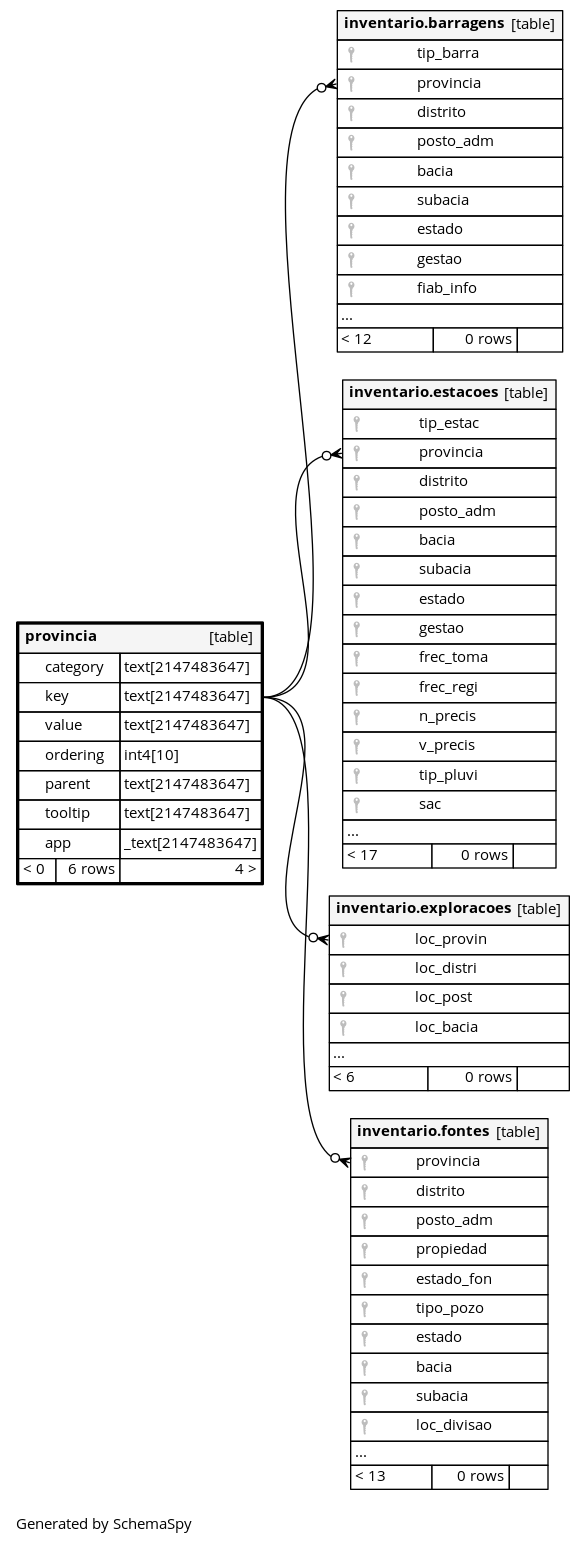 inventario.barragens [table]
tip_barra
provincia
distrito
posto_adm
bacia
subacia
estado
gestao
fiab_info
...
< 12 0 rows
inventario.estacoes [table]
tip_estac
provincia
distrito
posto_adm
bacia
subacia
estado
gestao
frec_toma
frec_regi
n_precis
v_precis
tip_pluvi
sac
...
< 17 0 rows
provincia [table]
category text[2147483647]
key text[2147483647]
value text[2147483647]
ordering int4[10]
parent text[2147483647]
tooltip text[2147483647]
app _text[2147483647]
< 0 6 rows 4 >
inventario.exploracoes [table]
loc_provin
loc_distri
loc_post
loc_bacia
...
< 6 0 rows
inventario.fontes [table]
provincia
distrito
posto_adm
propiedad
estado_fon
tipo_pozo
estado
bacia
subacia
loc_divisao
...
< 13 0 rows
Generated by SchemaSpy